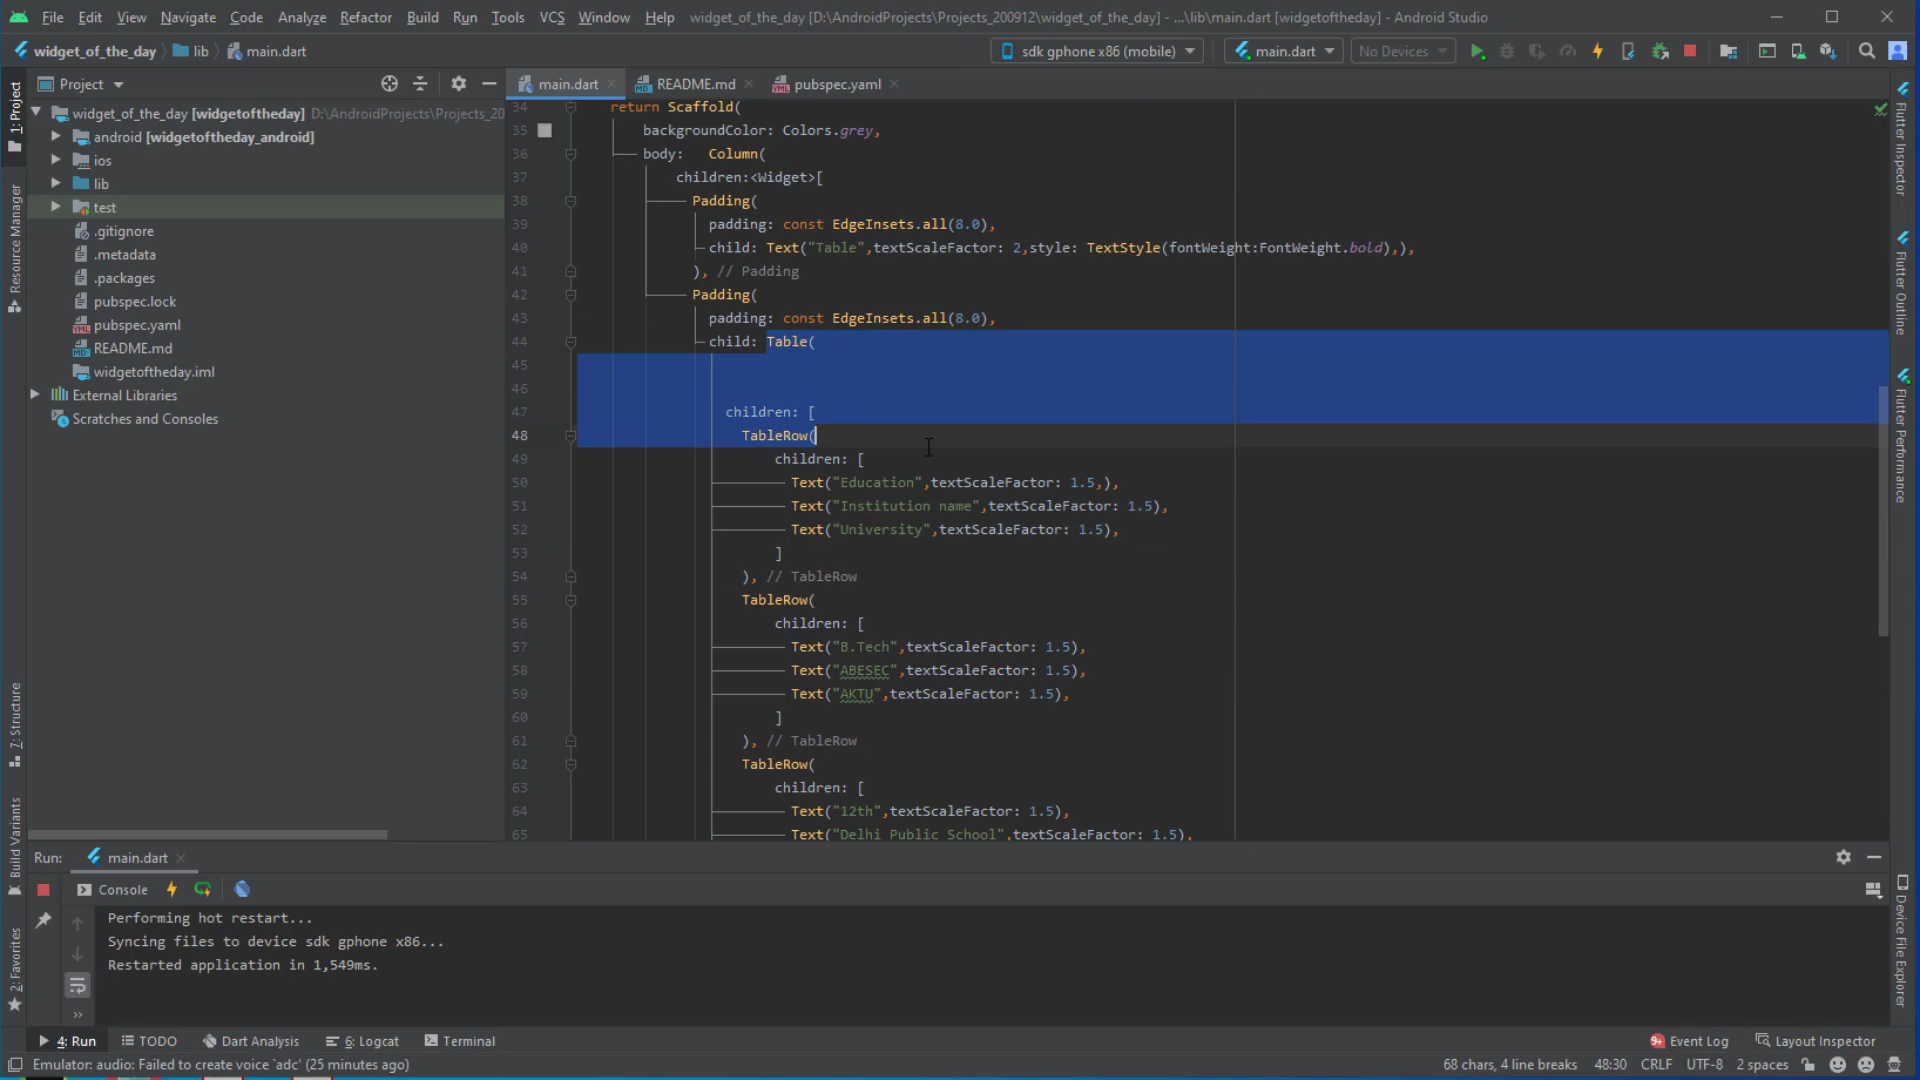 File Edit View Navigate Code Analyze Refactor Build Run Tools VCS Window Help widget_of_the_day [D:\AndroidProjects\Projects_200912\widget_of_the_day] - ...\lib\main.dart [widgetoftheday] - Android Studio
widget_of_the_day lib main.dart sdk gphone x86 (mobile) main.dart No Devices
Project main.dart README.md pubspec.yaml
1: Project
Resource Manager
7: Structure
Build Variants
2: Favorites
widget_of_the_day [widgetoftheday] D:\AndroidProjects\Projects_20
android [widgetoftheday_android]
ios
lib
test
.gitignore
.metadata
.packages
pubspec.lock
pubspec.yaml
README.md
widgetoftheday.iml
External Libraries
Scratches and Consoles
34 return Scaffold(
35 backgroundColor: Colors.grey,
36 body: Column(
37 children:<Widget>[
38 Padding(
39 padding: const EdgeInsets.all(8.0),
40 child: Text("Table",textScaleFactor: 2,style: TextStyle(fontWeight:FontWeight.bold),),
41 ), // Padding
42 Padding(
43 padding: const EdgeInsets.all(8.0),
44 child: Table(
45
46
47 children: [
48 TableRow(
49 children: [
50 Text("Education",textScaleFactor: 1.5,),
51 Text("Institution name",textScaleFactor: 1.5),
52 Text("University",textScaleFactor: 1.5),
53 ]
54 ), // TableRow
55 TableRow(
56 children: [
57 Text("B.Tech",textScaleFactor: 1.5),
58 Text("ABESEC",textScaleFactor: 1.5),
59 Text("AKTU",textScaleFactor: 1.5),
60 ]
61 ), // TableRow
62 TableRow(
63 children: [
64 Text("12th",textScaleFactor: 1.5),
65 Text("Delhi Public School",textScaleFactor: 1.5),
Flutter Inspector
Flutter Outline
Flutter Performance
Device File Explorer
Run: main.dart
Console
Performing hot restart...
Syncing files to device sdk gphone x86...
Restarted application in 1,549ms.
»
4: Run TODO Dart Analysis 6: Logcat Terminal 9+ Event Log Layout Inspector
Emulator: audio: Failed to create voice `adc' (25 minutes ago) 68 chars, 4 line breaks 48:30 CRLF UTF-8 2 spaces